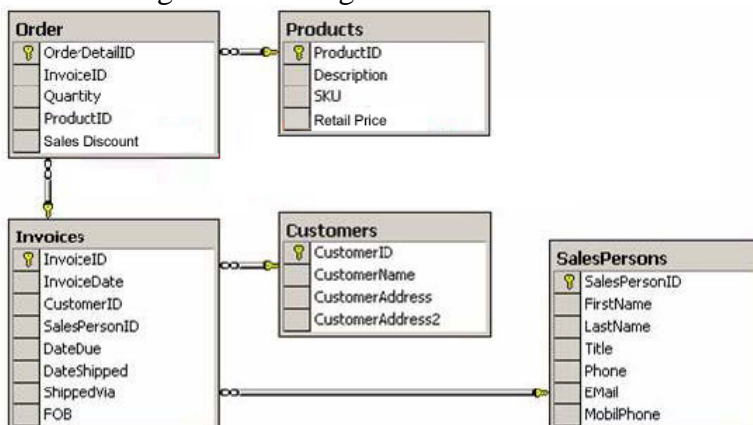 Order
OrderDetailID
InvoiceID
Quantity
ProductID
Sales Discount
Products
ProductID
Description
SKU
Retail Price
Invoices
InvoiceID
InvoiceDate
CustomerID
SalesPersonID
DateDue
DateShipped
ShippedVia
FOB
Customers
CustomerID
CustomerName
CustomerAddress
CustomerAddress2
SalesPersons
SalesPersonID
FirstName
LastName
Title
Phone
EMail
MobilPhone